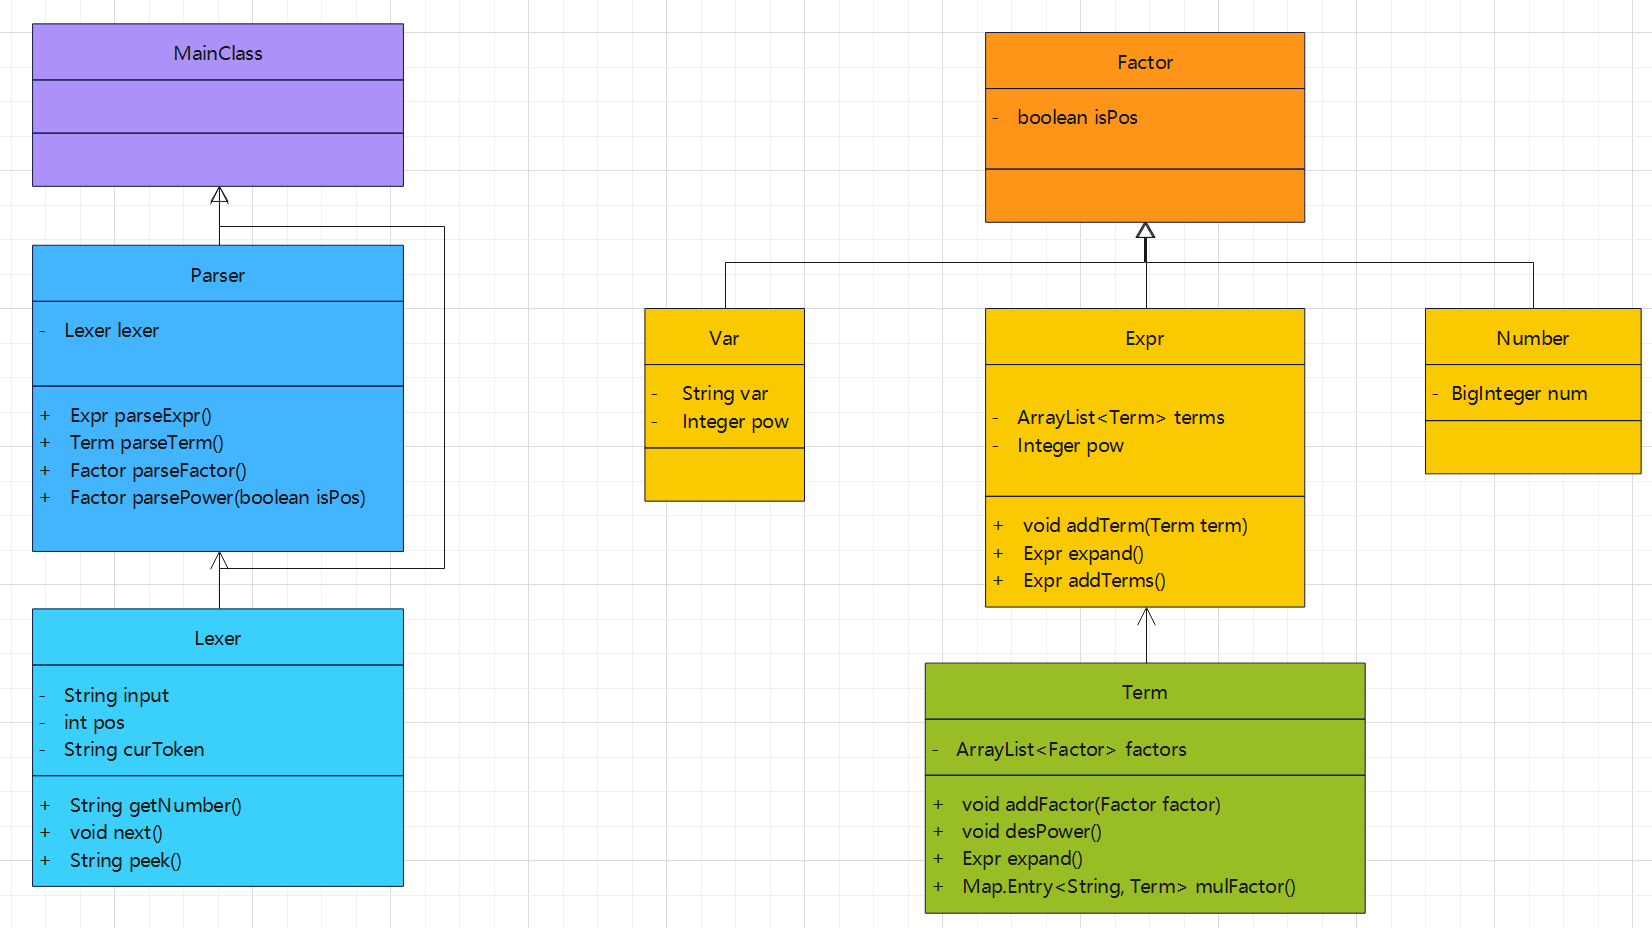 MainClass
Parser
- Lexer lexer
+ Expr parseExpr()
+ Term parseTerm()
+ Factor parseFactor()
+ Factor parsePower(boolean isPos)
Lexer
- String input
- int pos
- String curToken
+ String getNumber()
+ void next()
+ String peek()
Factor
- boolean isPos
Var
- String var
- Integer pow
Expr
- ArrayList<Term> terms
- Integer pow
+ void addTerm(Term term)
+ Expr expand()
+ Expr addTerms()
Number
- BigInteger num
Term
- ArrayList<Factor> factors
+ void addFactor(Factor factor)
+ void desPower()
+ Expr expand()
+ Map.Entry<String, Term> mulFactor()